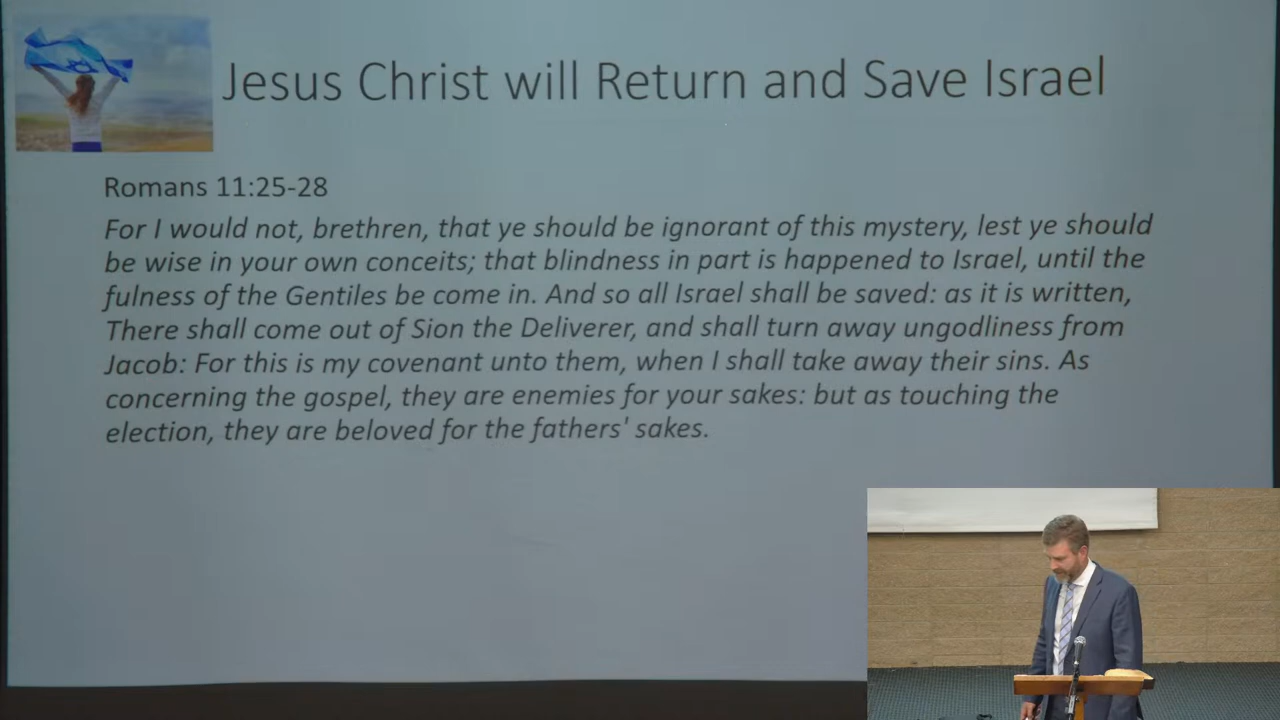 Jesus Christ will Return and Save Israel
Romans 11:25-28
For I would not, brethren, that ye should be ignorant of this mystery, lest ye should
be wise in your own conceits; that blindness in part is happened to Israel, until the
fulness of the Gentiles be come in. And so all Israel shall be saved: as it is written,
There shall come out of Sion the Deliverer, and shall turn away ungodliness from
Jacob: For this is my covenant unto them, when I shall take away their sins. As
concerning the gospel, they are enemies for your sakes: but as touching the
election, they are beloved for the fathers' sakes.